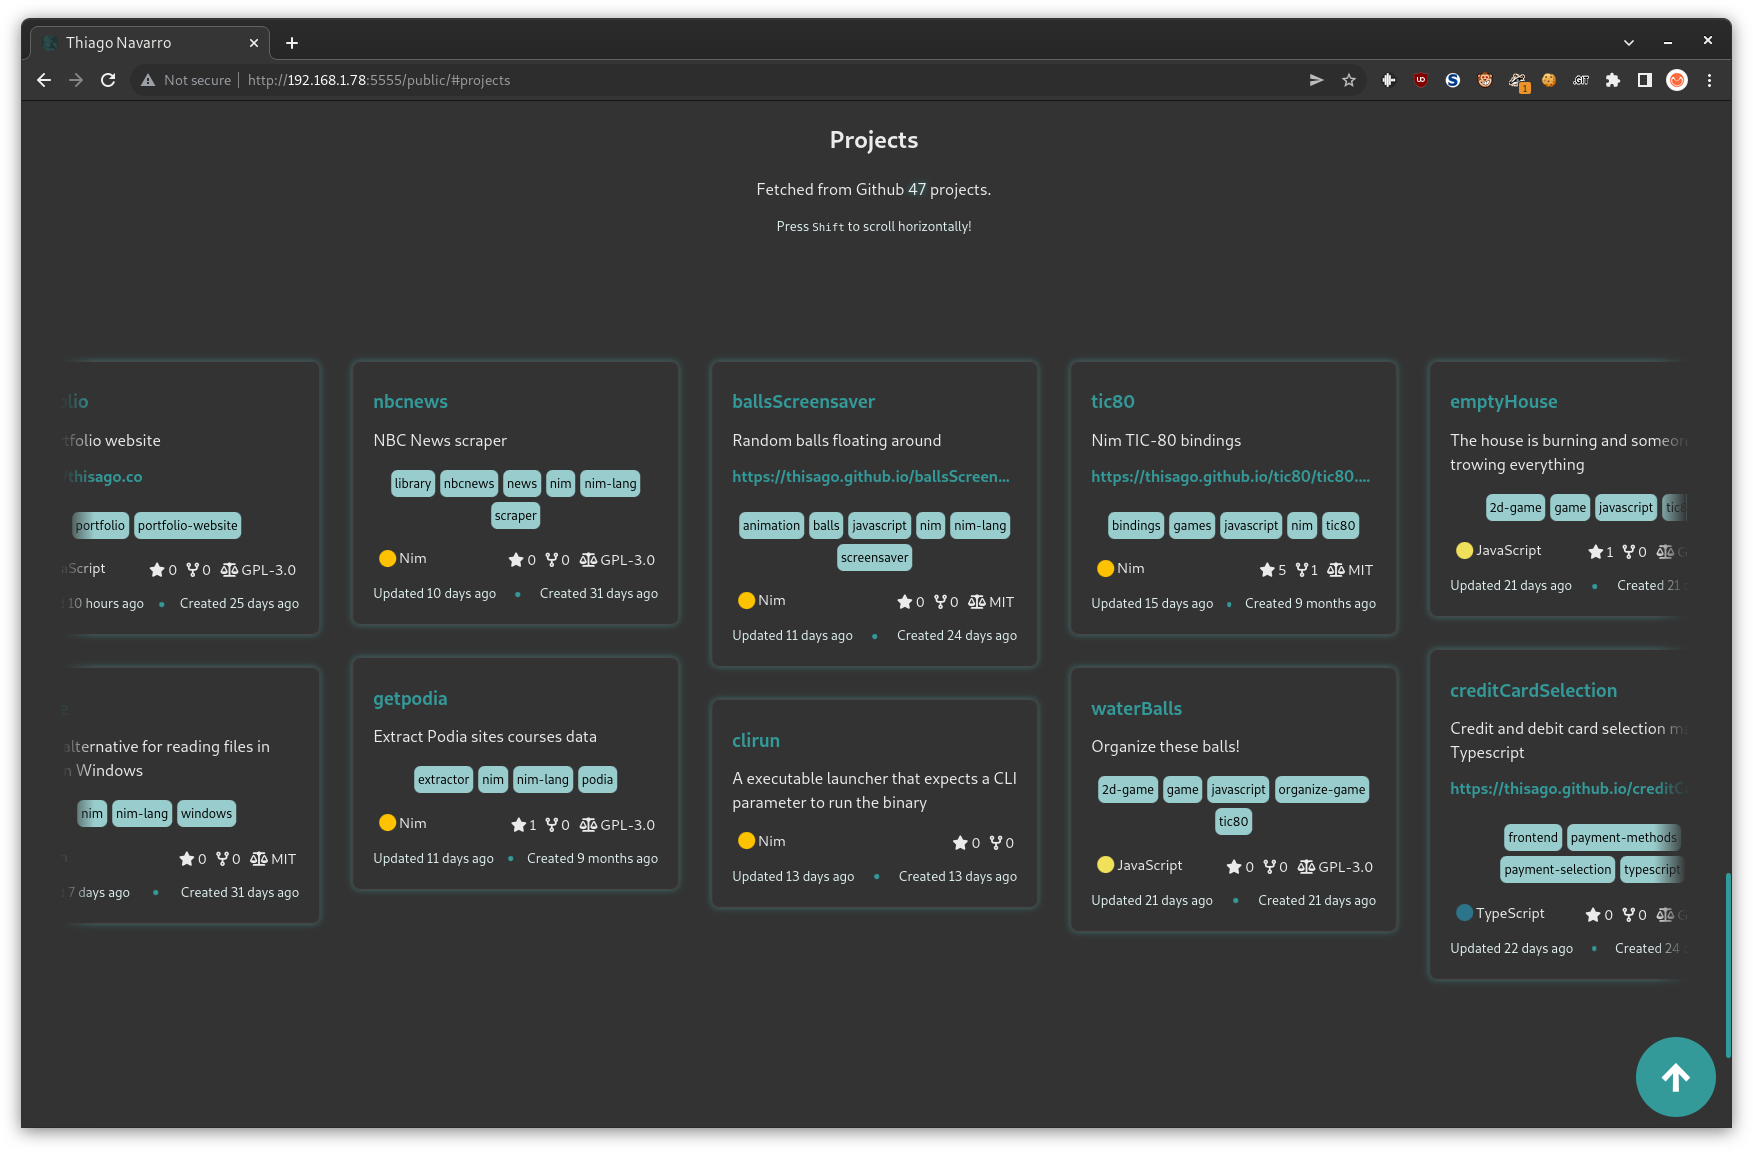 Thiago Navarro
Not secure
http://192.168.1.78:5555/public/#projects
1
Projects
Fetched from Github 47 projects.
Press Shift to scroll horizontally!
website
thisago.co
portfolio portfolio-website
0 0 GPL-3.0
10 hours ago • Created 25 days ago
nbcnews
NBC News scraper
library nbcnews news nim nim-lang
scraper
Nim 0 0 GPL-3.0
Updated 10 days ago • Created 31 days ago
ballsScreensaver
Random balls floating around
https://thisago.github.io/ballsScreen...
animation balls javascript nim nim-lang
screensaver
Nim 0 0 MIT
Updated 11 days ago • Created 24 days ago
tic80
Nim TIC-80 bindings
https://thisago.github.io/tic80/tic80....
bindings games javascript nim tic80
Nim 5 1 MIT
Updated 15 days ago • Created 9 months ago
emptyHouse
The house is burning and
trowing everything
2d-game game javascript
JavaScript 1 0
Updated 21 days ago • Created 21
alternative for reading files in
Windows
nim nim-lang windows
0 0 MIT
7 days ago • Created 31 days ago
getpodia
Extract Podia sites courses data
extractor nim nim-lang podia
Nim 1 0 GPL-3.0
Updated 11 days ago • Created 9 months ago
clirun
A executable launcher that expects a CLI
parameter to run the binary
Nim 0 0
Updated 13 days ago • Created 13 days ago
waterBalls
Organize these balls!
2d-game game javascript organize-game
tic80
JavaScript 0 0 GPL-3.0
Updated 21 days ago • Created 21 days ago
creditCardSelection
Credit and debit card selection
Typescript
https://thisago.github.io/creditC
frontend payment-methods
payment-selection typescript
TypeScript 0 0
Updated 22 days ago • Created 24